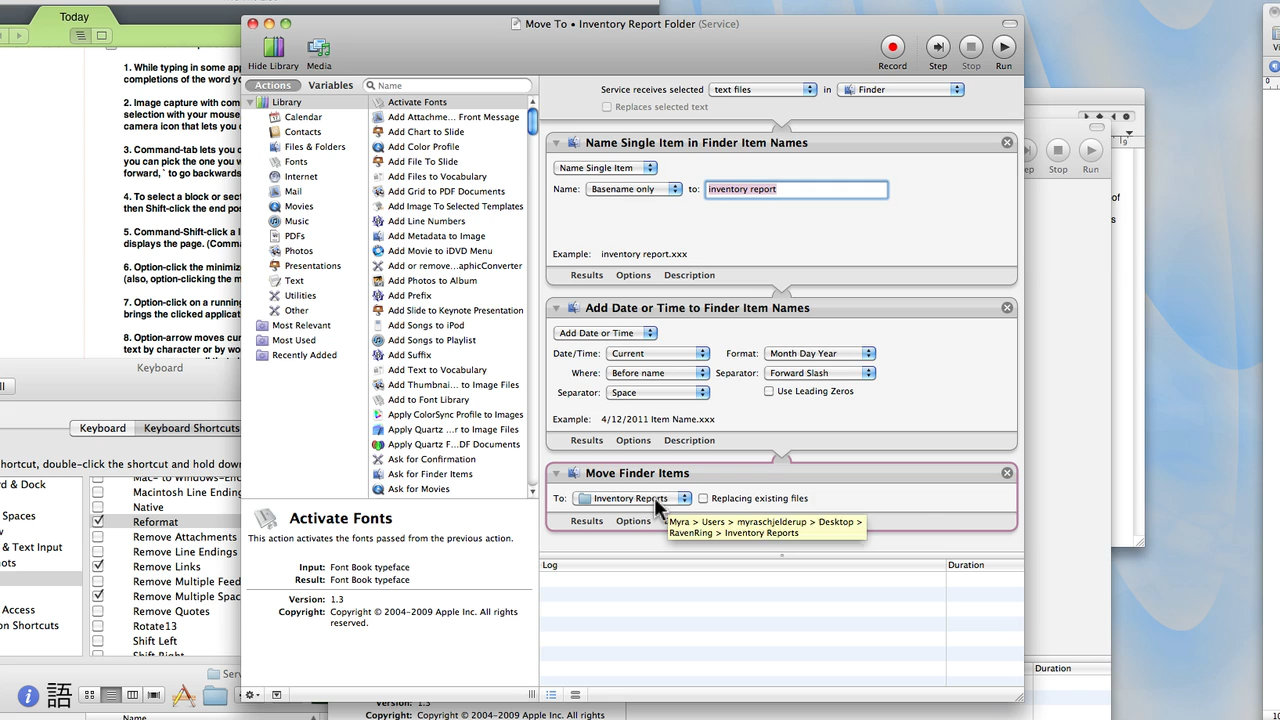 Today
1. While typing in some app
completions of the word yo
2. Image capture with com
selection with your mouse
camera icon that lets you c
3. Command-tab lets you c
you can pick the one you w
forward,` to go backwards
4. To select a block or sect
then Shift-click the end pos
5. Command-Shift-click a l
displays the page. (Comma
6. Option-click the minimiz
(also, option-clicking the m
7. Option-click on a running
brings the clicked applicat
8. Option-arrow moves curs
text by character or by wo
Keyboard
Keyboard
Keyboard Shortcuts
hortcut, double-click the shortcut and hold down
e & Dock
Spaces
& Text Input
hots
Access
on Shortcuts
Mac- to Windows-En
Macintosh Line Ending
Native
Reformat
Remove Attachments
Remove Line Endings
Remove Links
Remove Multiple Feed
Remove Multiple Spac
Remove Quotes
Rotate13
Shift Left
Shift Right
Serv
語
Name
Move To • Inventory Report Folder (Service)
Hide Library
Media
Record
Step
Stop
Run
Actions
Variables
Name
Library
Calendar
Contacts
Files & Folders
Fonts
Internet
Mail
Movies
Music
PDFs
Photos
Presentations
Text
Utilities
Other
Most Relevant
Most Used
Recently Added
Activate Fonts
Add Attachme... Front Message
Add Chart to Slide
Add Color Profile
Add File To Slide
Add Files to Vocabulary
Add Grid to PDF Documents
Add Image To Selected Templates
Add Line Numbers
Add Metadata to Image
Add Movie to iDVD Menu
Add or remove...aphicConverter
Add Photos to Album
Add Prefix
Add Slide to Keynote Presentation
Add Songs to iPod
Add Songs to Playlist
Add Suffix
Add Text to Vocabulary
Add Thumbnai... to Image Files
Add to Font Library
Apply ColorSync Profile to Images
Apply Quartz ...r to Image Files
Apply Quartz F...DF Documents
Ask for Confirmation
Ask for Finder Items
Ask for Movies
Activate Fonts
This action activates the fonts passed from the previous action.
Input: Font Book typeface
Result: Font Book typeface
Version: 1.3
Copyright: Copyright © 2004-2009 Apple Inc. All rights
reserved.
Service receives selected text files in Finder
Replaces selected text
Name Single Item in Finder Item Names
Name Single Item
Name: Basename only to: inventory report
Example: inventory report.xxx
Results Options Description
Add Date or Time to Finder Item Names
Add Date or Time
Date/Time: Current Format: Month Day Year
Where: Before name Separator: Forward Slash
Separator: Space Use Leading Zeros
Example: 4/12/2011 Item Name.xxx
Results Options Description
Move Finder Items
To: Inventory Reports Replacing existing files
Results Options
Myra > Users > myraschjelderup > Desktop >
RavenRing > Inventory Reports
Log
Duration
ep
Stop
Run
of
Duration
1.3
Copyright © 2004-2009 Apple Inc. All rights